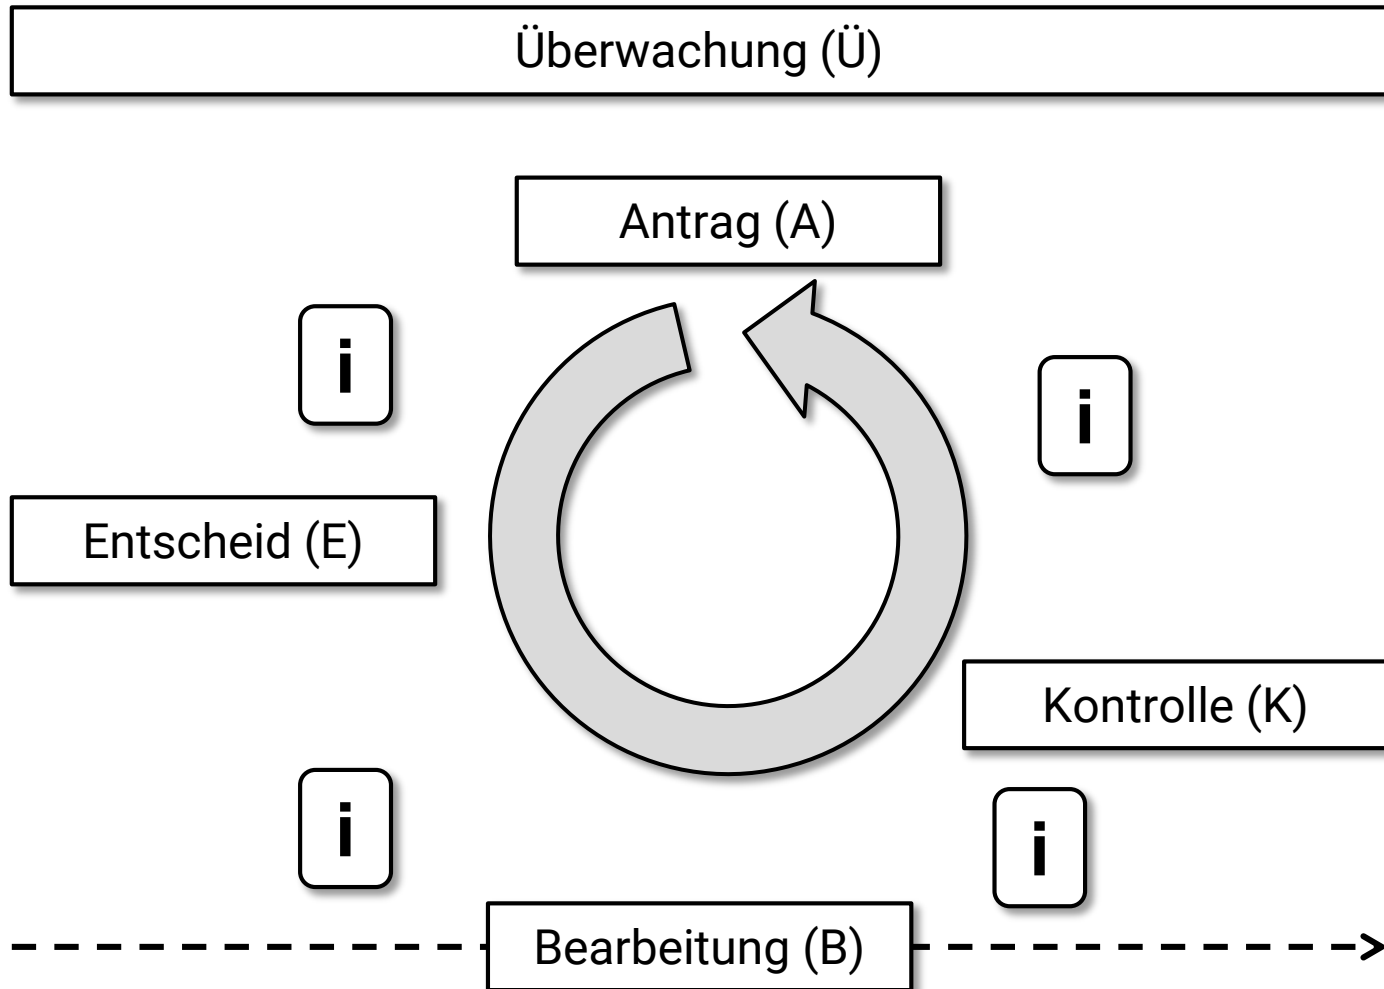 Überwachung (Ü)
Antrag (A)
i
i
Entscheid (E)
Kontrolle (K)
i
i
Bearbeitung (B)